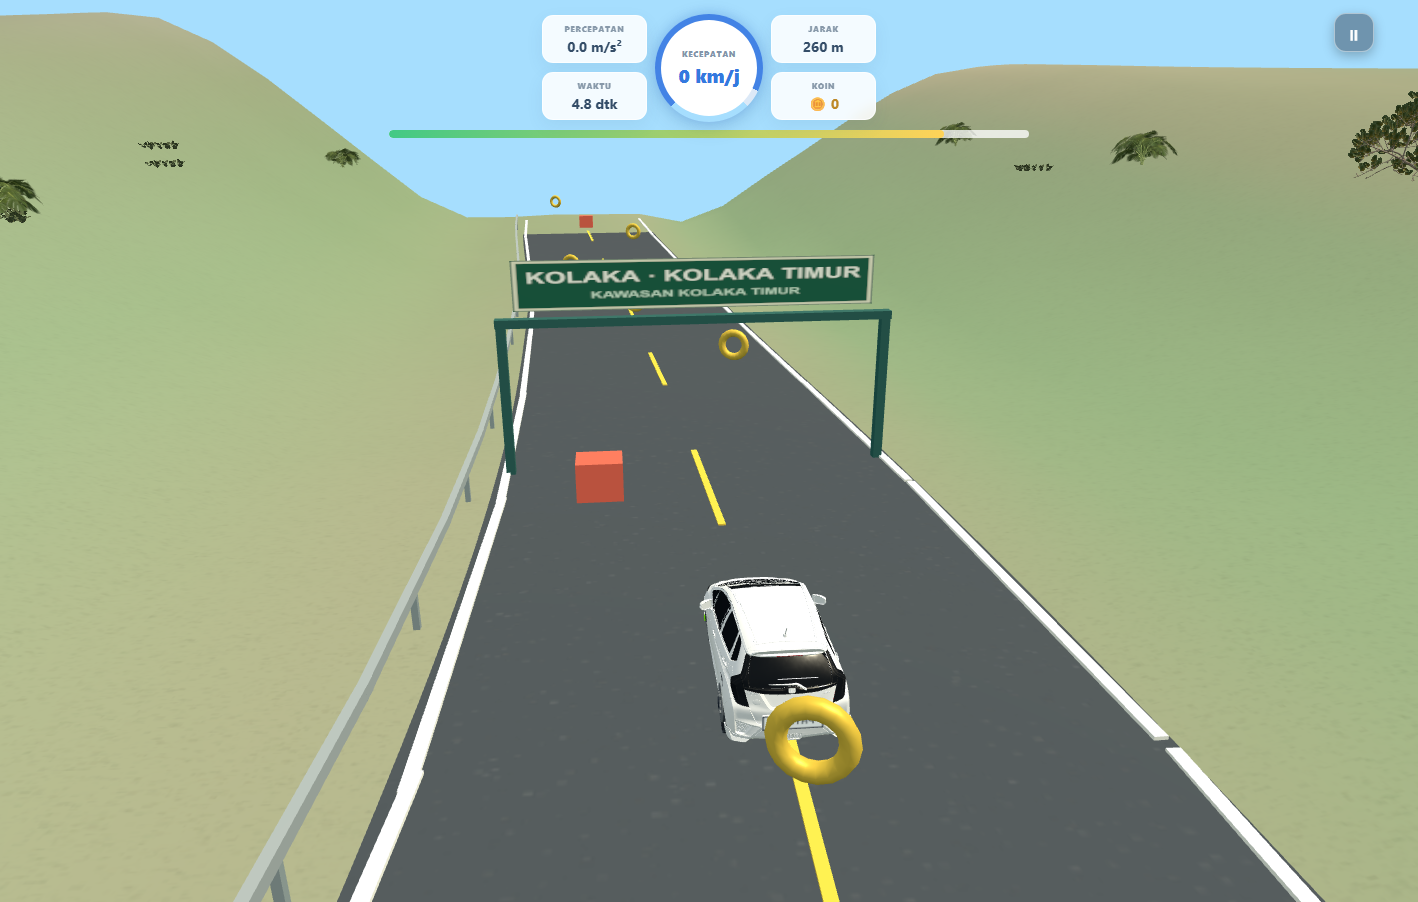 PERCEPATAN
0.0 m/s²
WAKTU
4.8 dtk
KECEPATAN
0 km/j
JARAK
260 m
KOIN
0
KOLAKA · KOLAKA TIMUR
KAWASAN KOLAKA TIMUR